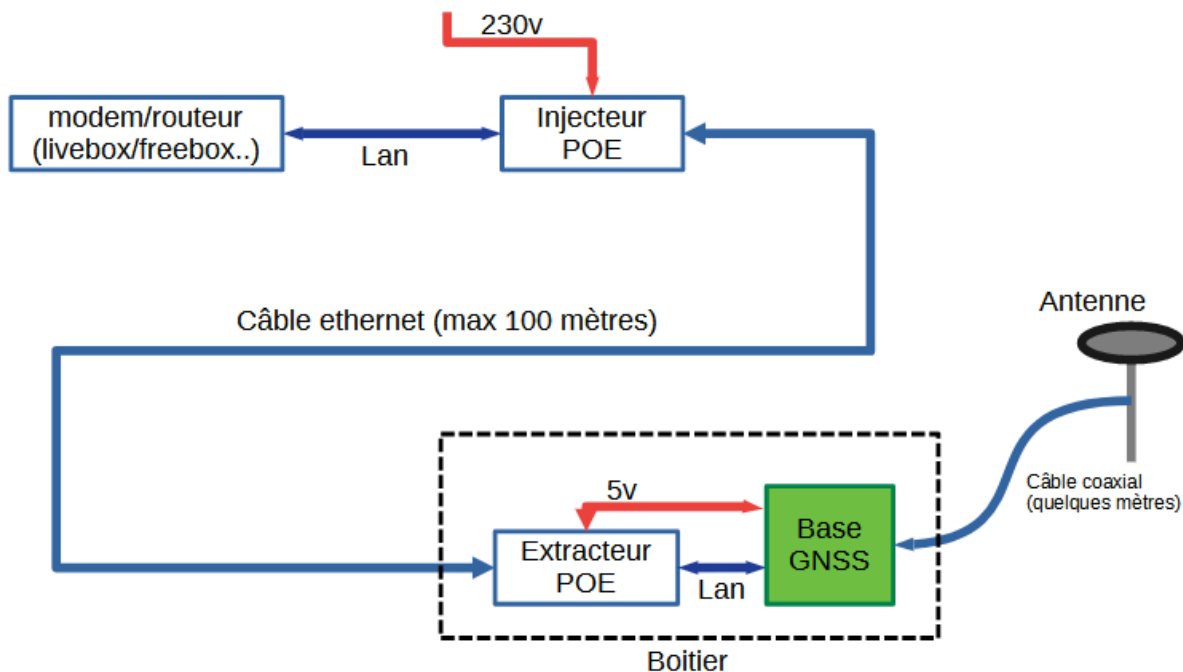 230v
modem/routeur
(livebox/freebox..)
Lan
Injecteur
POE
Câble ethernet (max 100 mètres)
Antenne
Câble coaxial
(quelques mètres)
5v
Extracteur
POE
Lan
Base
GNSS
Boitier